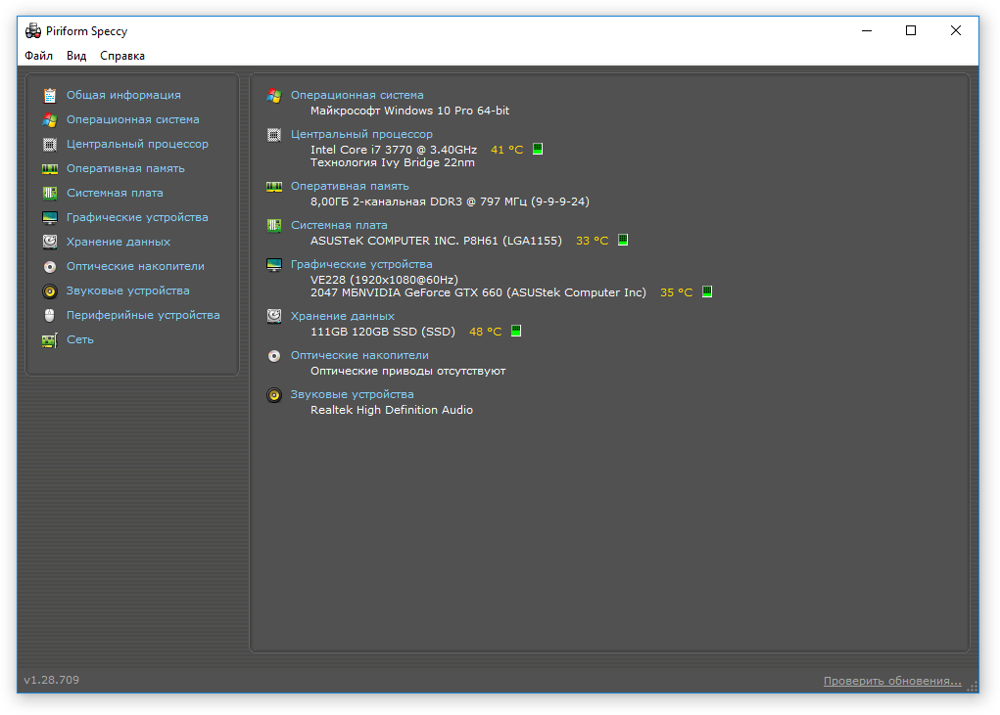 Piriform Speccy
Файл Вид Справка
Общая информация
Операционная система
Центральный процессор
Оперативная память
Системная плата
Графические устройства
Хранение данных
Оптические накопители
Звуковые устройства
Периферийные устройства
Сеть
Операционная система
Майкрософт Windows 10 Pro 64-bit
Центральный процессор
Intel Core i7 3770 @ 3.40GHz 41 °C
Технология Ivy Bridge 22nm
Оперативная память
8,00ГБ 2-канальная DDR3 @ 797 МГц (9-9-9-24)
Системная плата
ASUSTeK COMPUTER INC. P8H61 (LGA1155) 33 °C
Графические устройства
VE228 (1920x1080@60Hz)
2047 МЕNVIDIA GeForce GTX 660 (ASUStek Computer Inc) 35 °C
Хранение данных
111GB 120GB SSD (SSD) 48 °C
Оптические накопители
Оптические приводы отсутствуют
Звуковые устройства
Realtek High Definition Audio
v1.28.709
Проверить обновения...